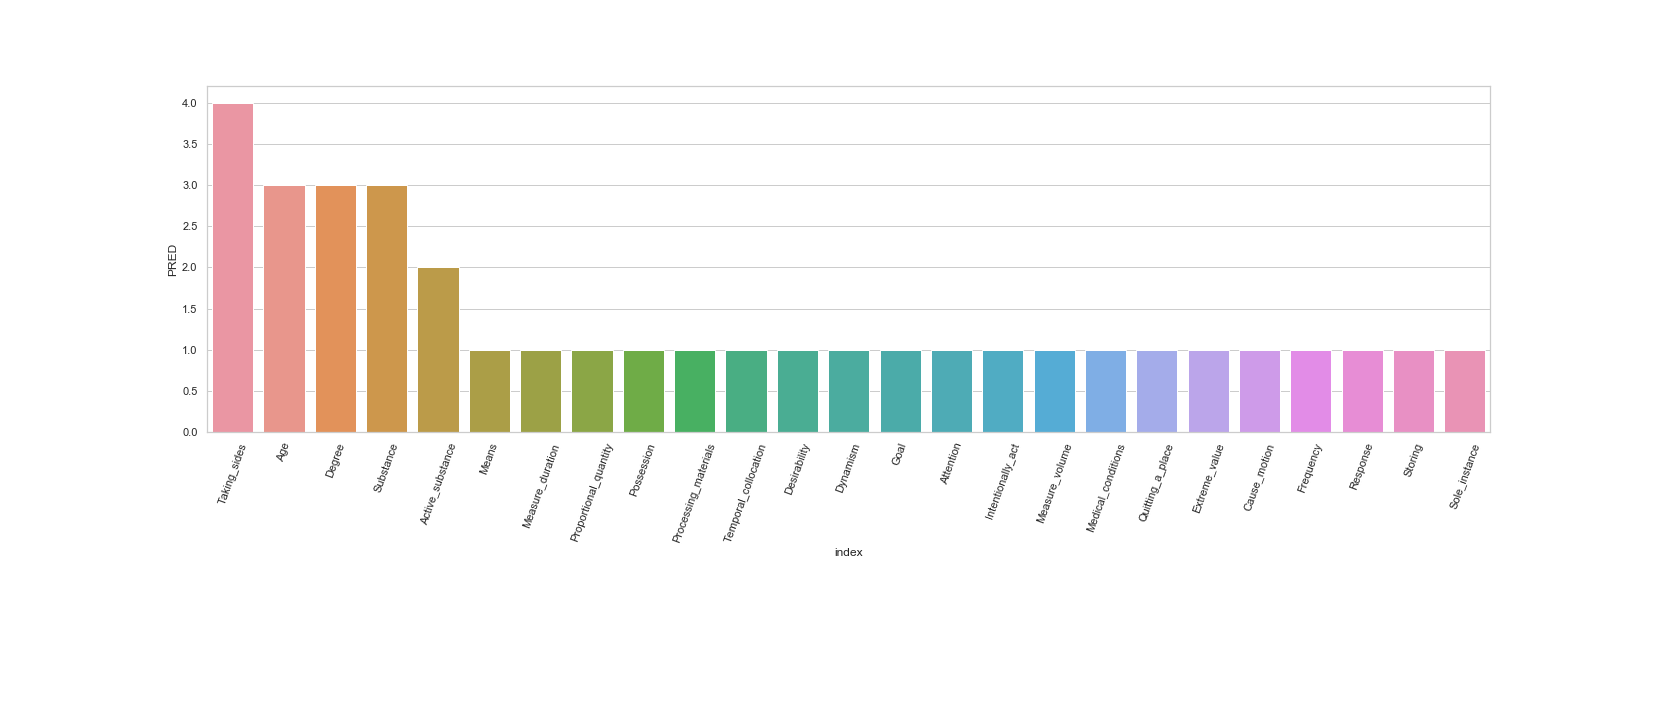 4.0
3.5
3.0
2.5
2.0
1.5
1.0
0.5
0.0
PRED
Taking_sides
Age
Degree
Substance
Active_substance
Means
Measure_duration
Proportional_quantity
Possession
Processing_materials
Temporal_collocation
Desirability
Dynamism
Goal
Attention
Intentionally_act
Measure_volume
Medical_conditions
Quitting_a_place
Extreme_value
Cause_motion
Frequency
Response
Storing
Sole_instance
index